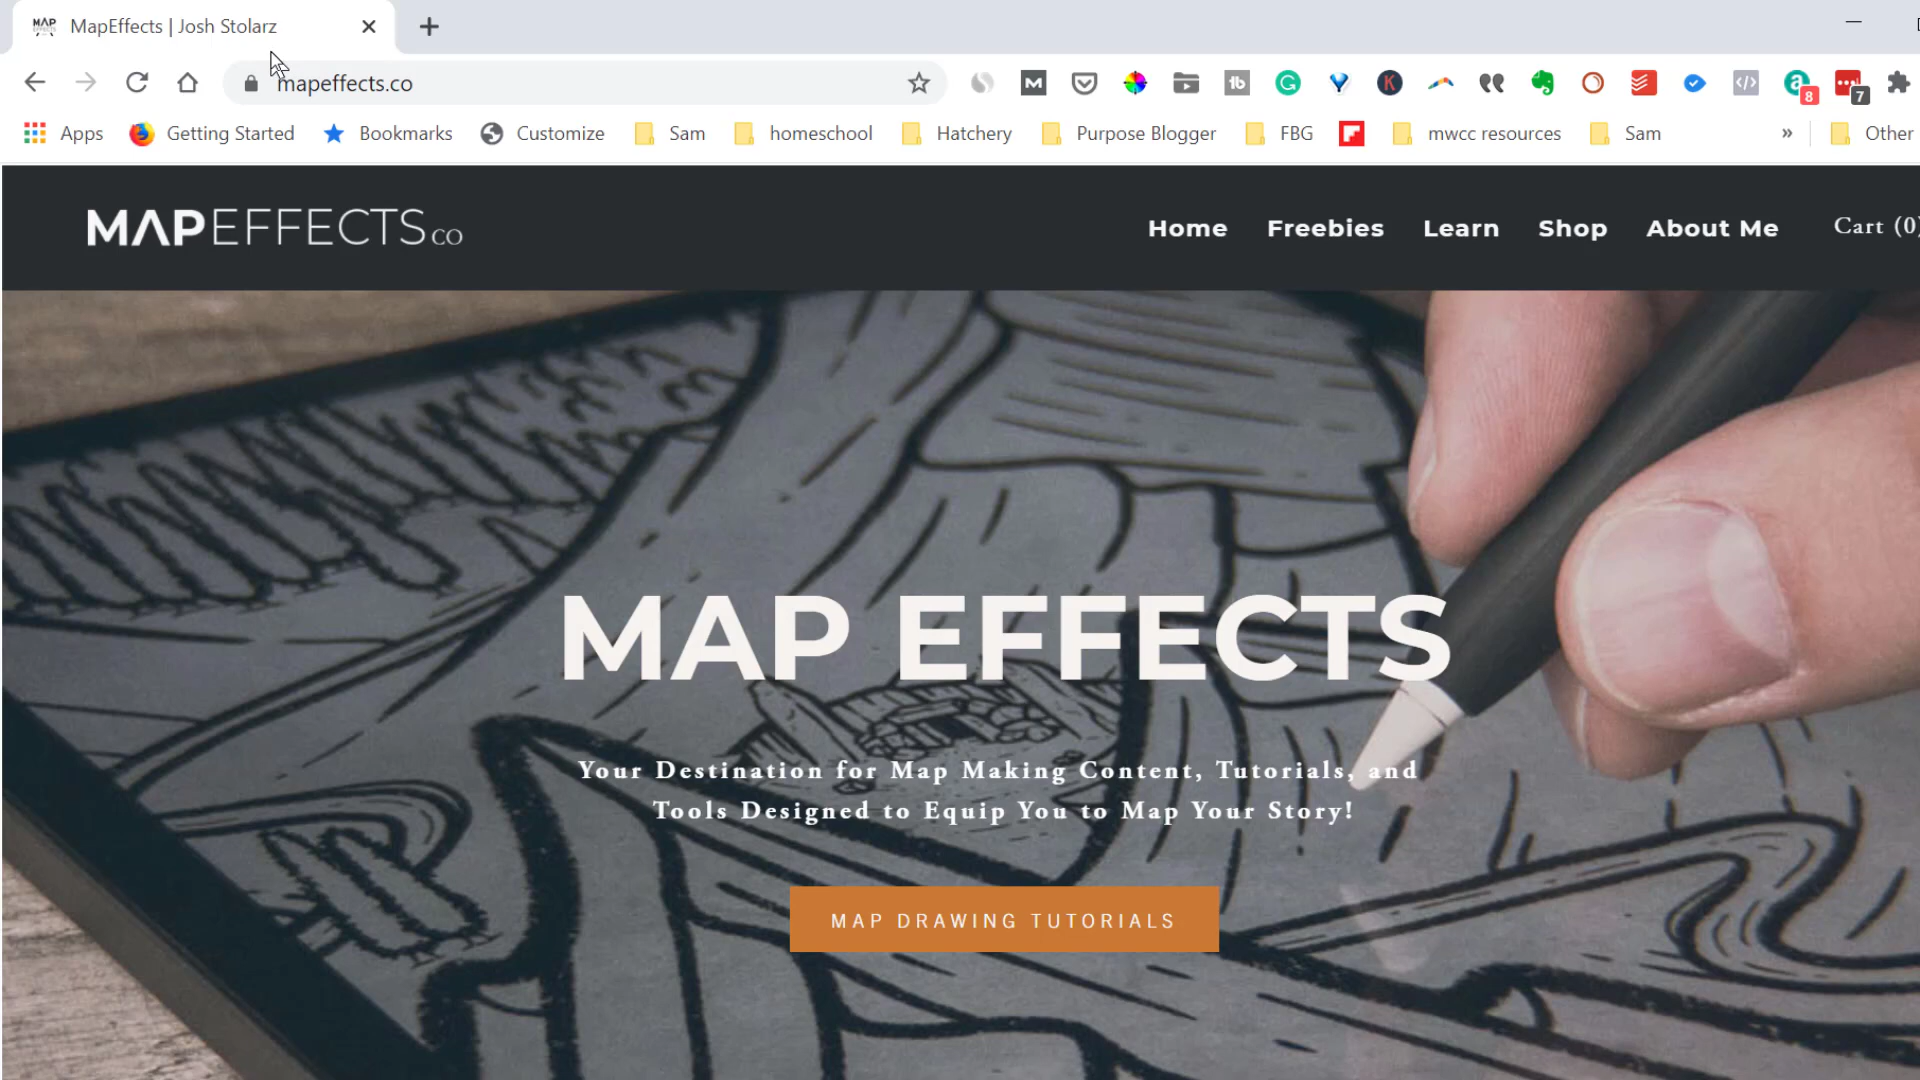 MapEffects | Josh Stolarz
mapeffects.co
8
7
Apps
Getting Started
Bookmarks
Customize
Sam
homeschool
Hatchery
Purpose Blogger
FBG
mwcc resources
Sam
Other
MAPEFFECTSCO
Home
Freebies
Learn
Shop
About Me
Cart (0)
MAP EFFECTS
Your Destination for Map Making Content, Tutorials, and
Tools Designed to Equip You to Map Your Story!
MAP DRAWING TUTORIALS